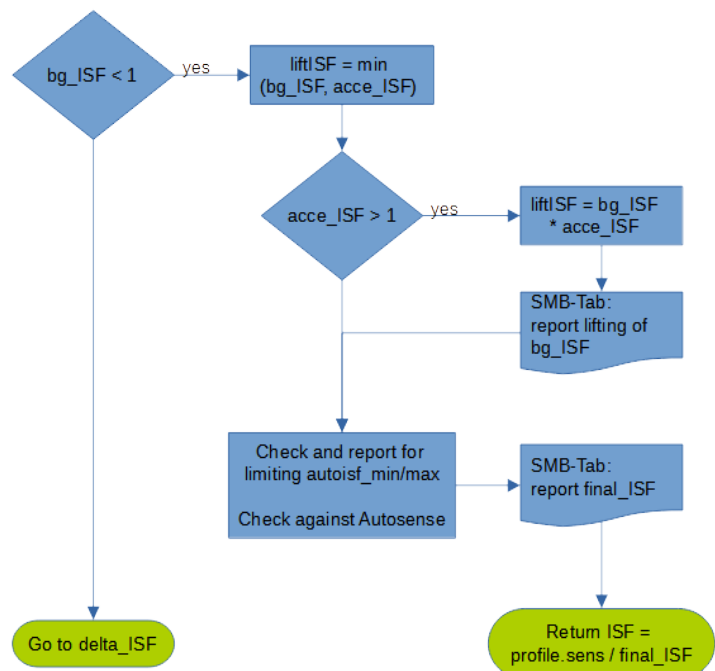 bg_ISF < 1
yes
liftISF = min
(bg_ISF, acce_ISF)
acce_ISF > 1
yes
liftISF = bg_ISF
* acce_ISF
SMB-Tab:
report lifting of
bg_ISF
Check and report for
limiting autoisf_min/max
Check against Autosense
SMB-Tab:
report final_ISF
Go to delta_ISF
Return ISF =
profile.sens / final_ISF